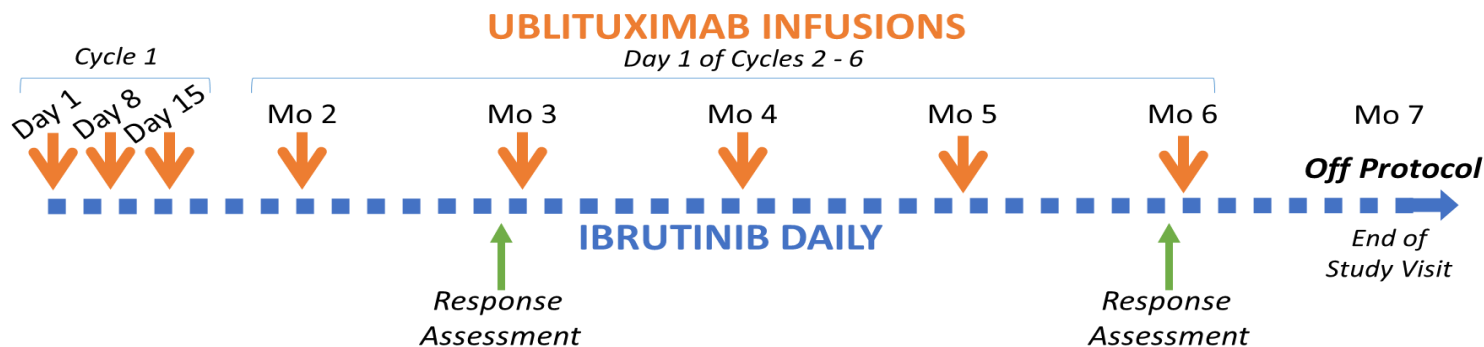 UBLITUXIMAB INFUSIONS
Cycle 1
Day 1 of Cycles 2 - 6
Day 1
Day 8
Day 15
Mo 2
Mo 3
Mo 4
Mo 5
Mo 6
Mo 7
Off Protocol
IBRUTINIB DAILY
End of
Study Visit
Response
Assessment
Response
Assessment